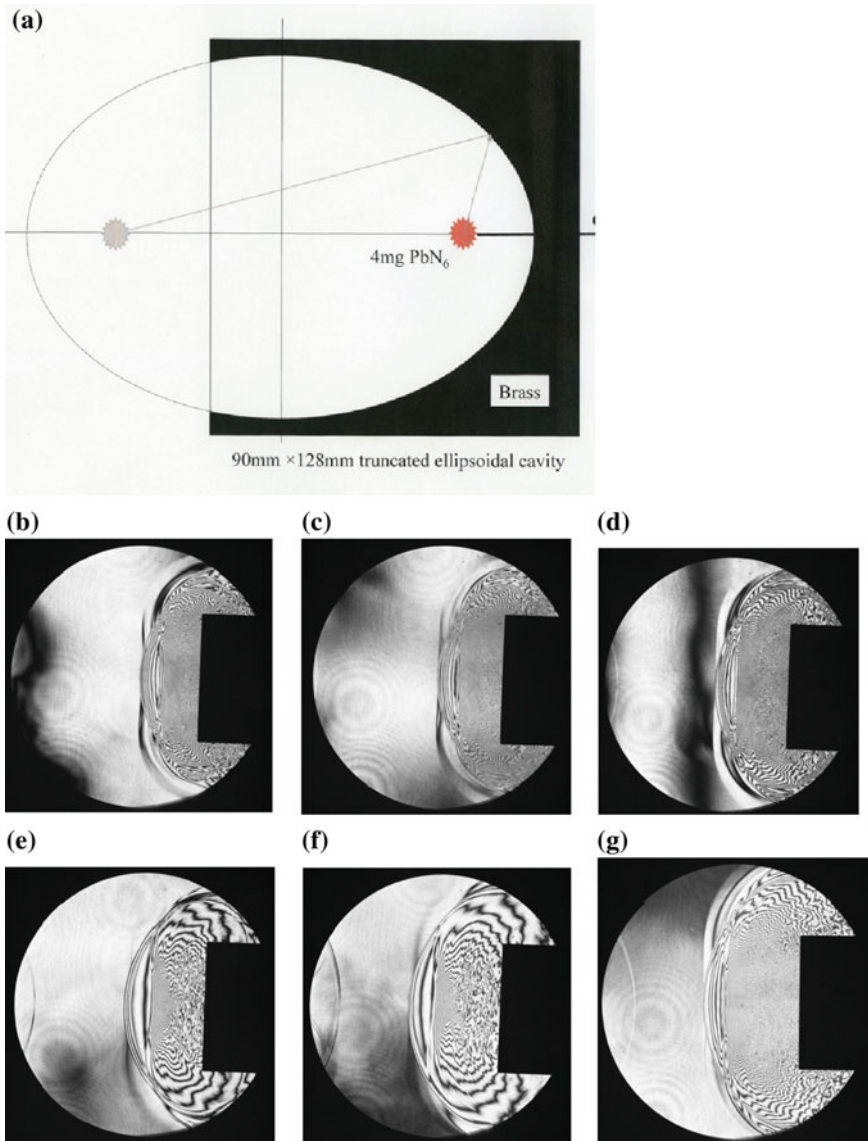 (a)
4mg PbN₆
Brass
90mm ×128mm truncated ellipsoidal cavity
(b)
(c)
(d)
(e)
(f)
(g)